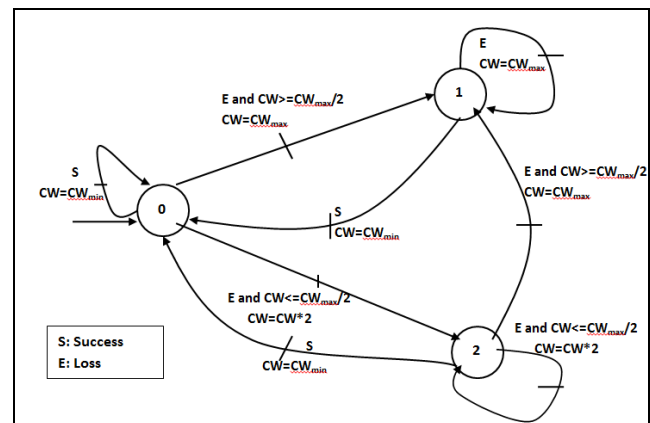 E
CW=CWmax
1
E and CW>=CWmax/2
CW=CWmax
S
CW=CWmin
0
E and CW>=CWmax/2
CW=CWmax
S
CW=CWmin
E and CW<=CWmax/2
CW=CW*2
S
CW=CWmin
2
E and CW<=CWmax/2
CW=CW*2
S: Success
E: Loss